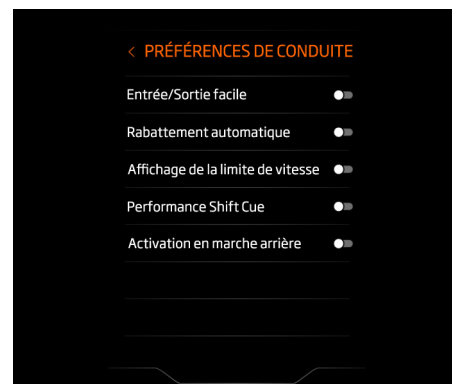 < PRÉFÉRENCES DE CONDUITE
Entrée/Sortie facile
Rabattement automatique
Affichage de la limite de vitesse
Performance Shift Cue
Activation en marche arrière